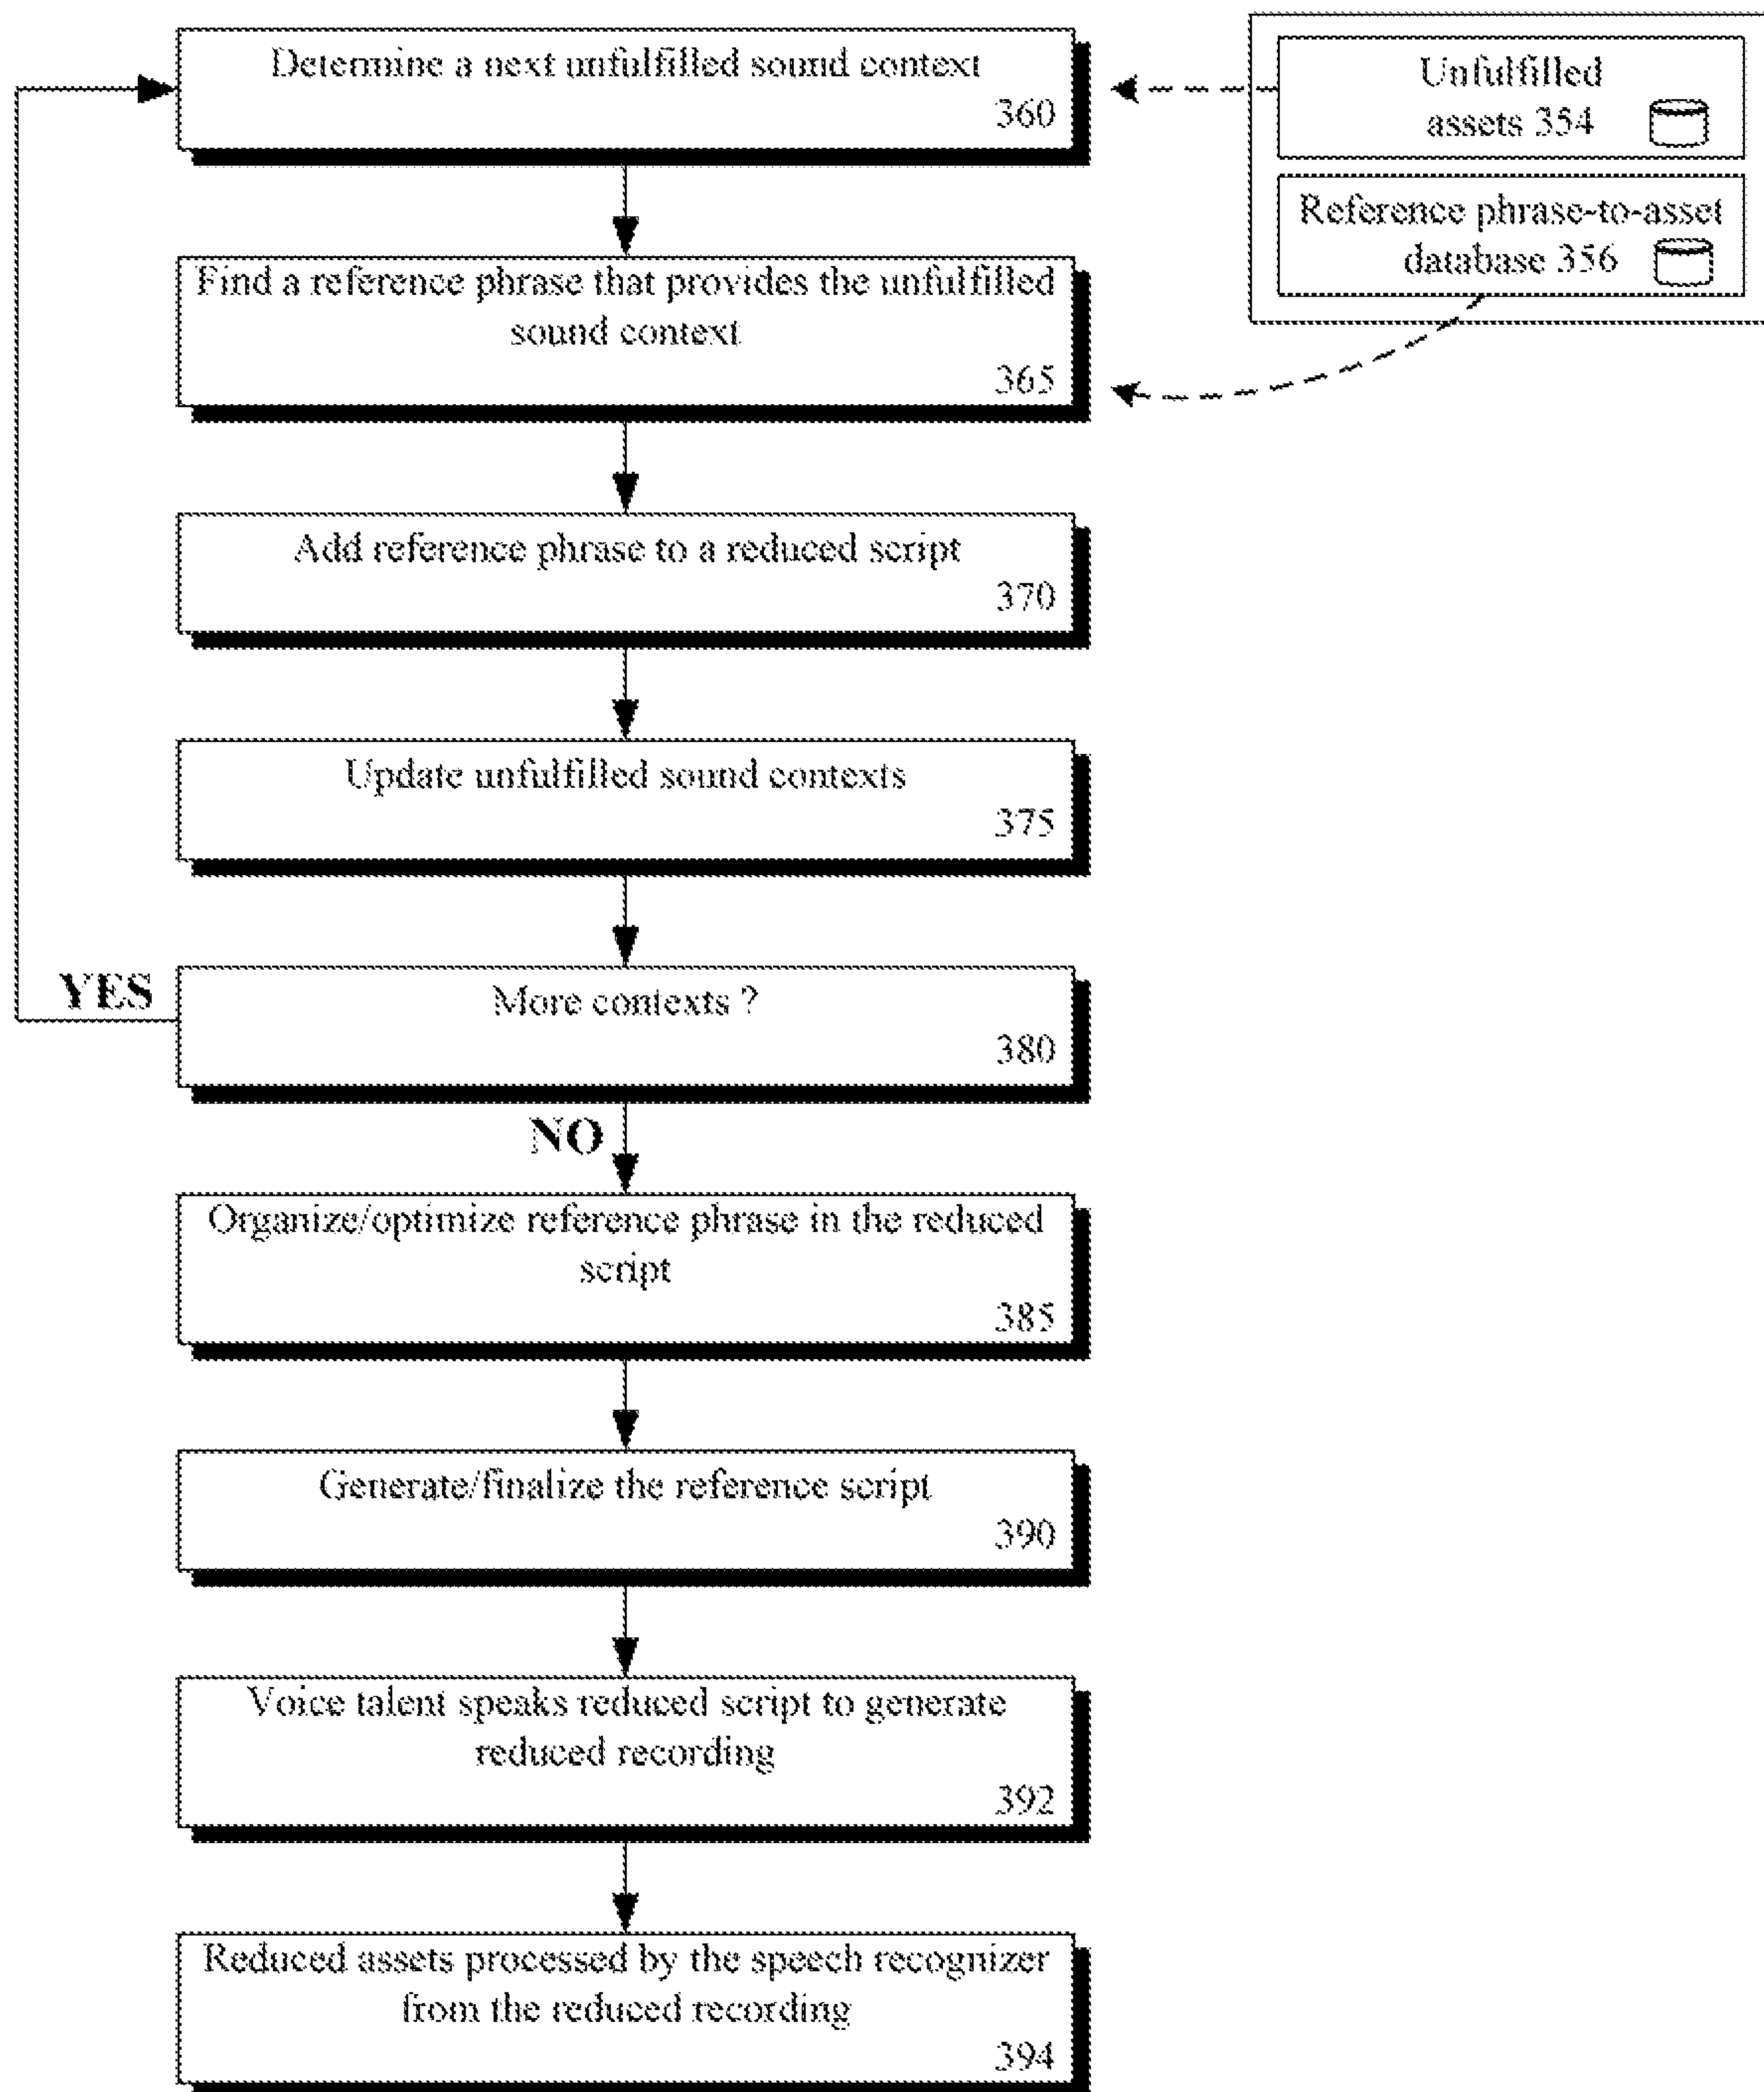 Determine a next unfulfilled sound context
360
Unfulfilled
assets 354
Reference phrase-to-asset
database 356
Find a reference phrase that provides the unfulfilled
sound context
365
Add reference phrase to a reduced script
370
Update unfulfilled sound contexts
375
YES
More contexts ?
380
NO
Organize/optimize reference phrase in the reduced
script
385
Generate/finalize the reference script
390
Voice talent speaks reduced script to generate
reduced recording
392
Reduced assets processed by the speech recognizer
from the reduced recording
394